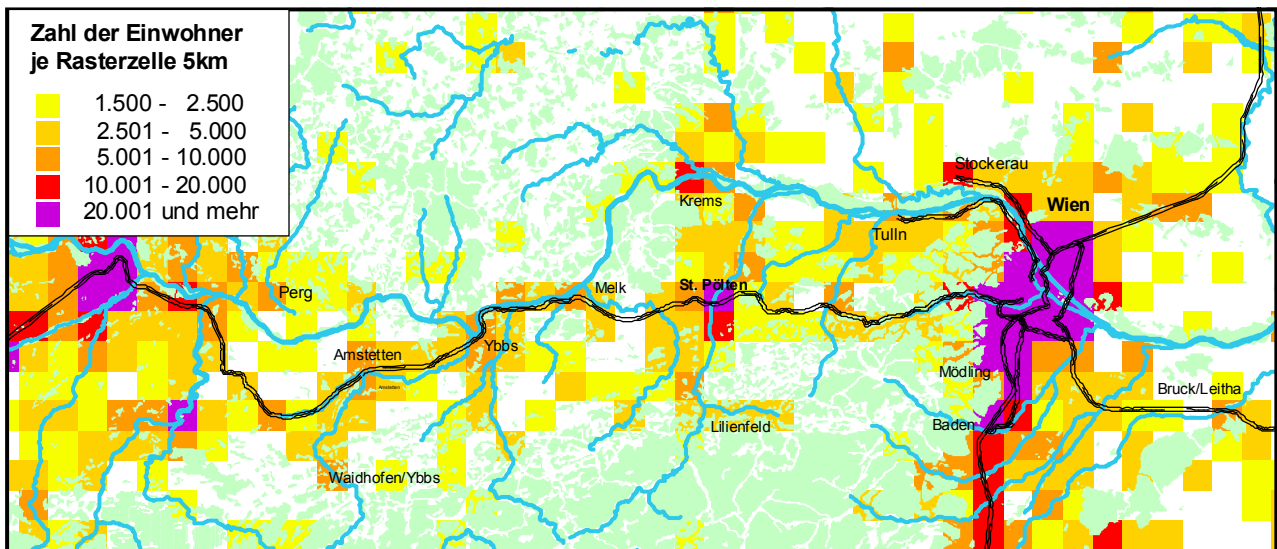 Zahl der Einwohner
je Rasterzelle 5km
1.500 - 2.500
2.501 - 5.000
5.001 - 10.000
10.001 - 20.000
20.001 und mehr
Stockerau
Krems
Wien
Tulln
Perg
Melk
St. Pölten
Amstetten
Ybbs
Amstetten
Mödling
Bruck/Leitha
Lilienfeld
Baden
Waidhofen/Ybbs